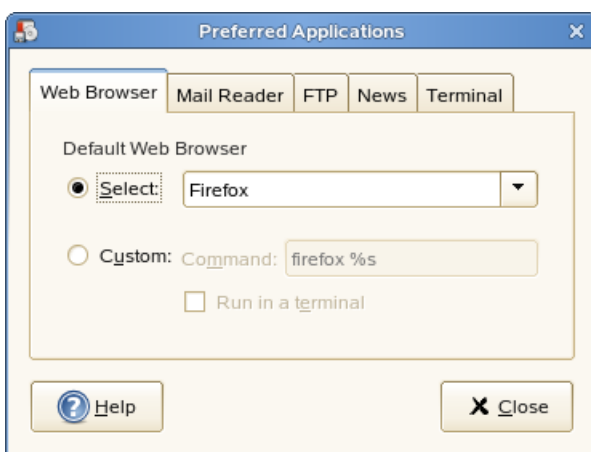 Preferred Applications
Web Browser Mail Reader FTP News Terminal
Default Web Browser
Select: Firefox
Custom: Command: firefox %s
Run in a terminal
Help Close